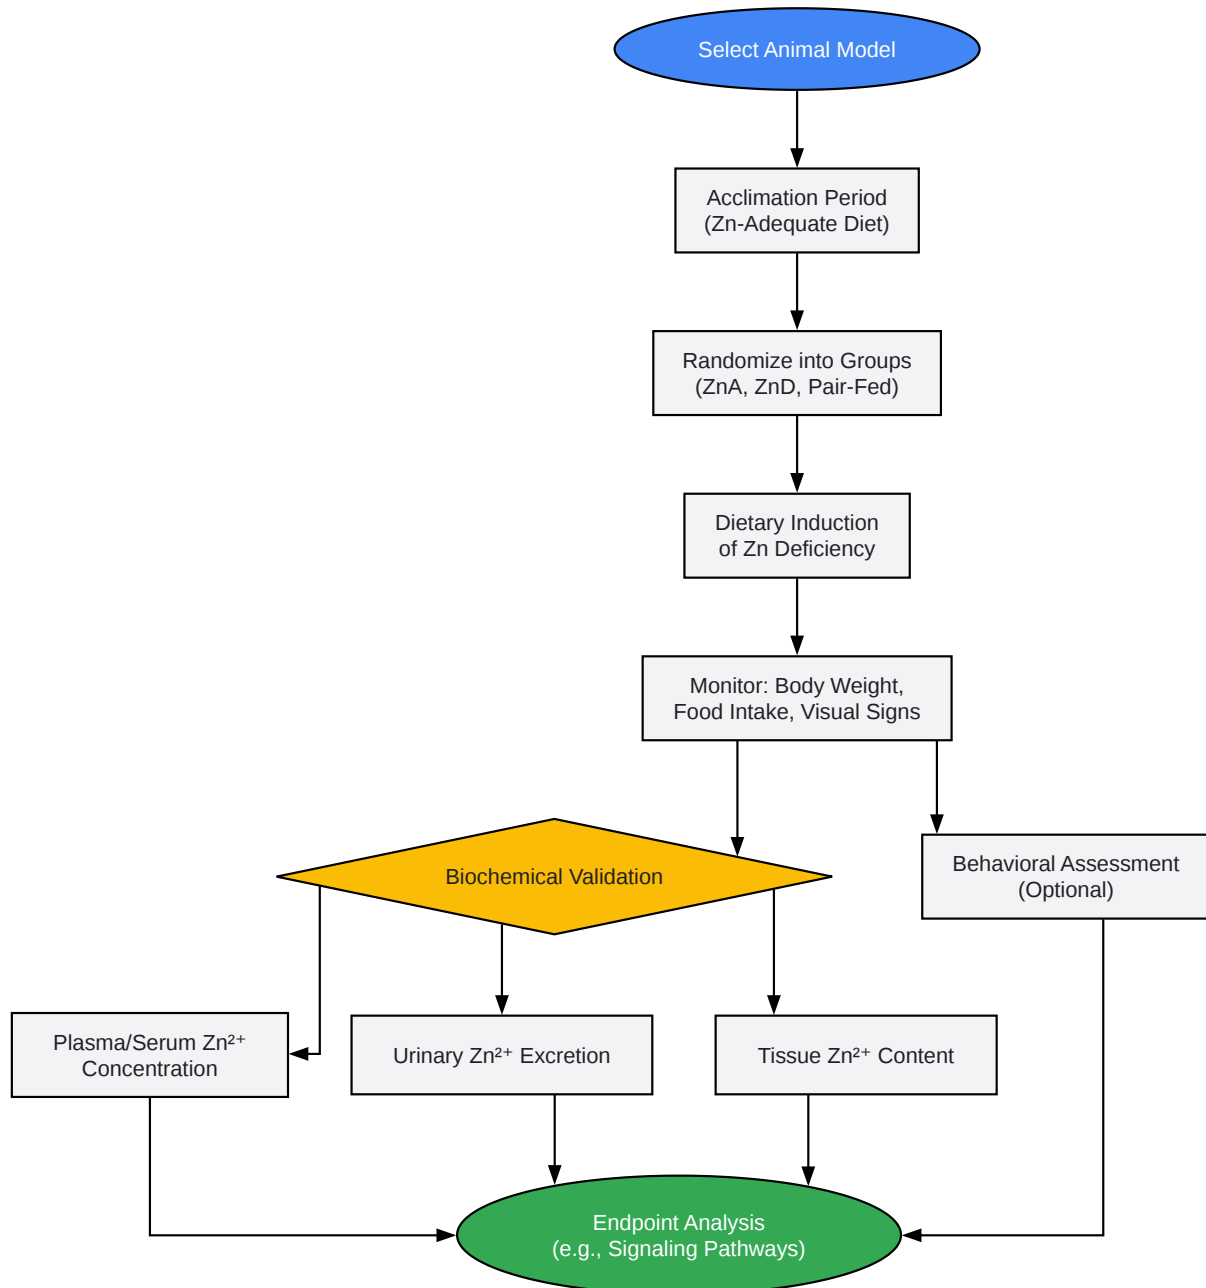 Select Animal Model
Acclimation Period
(Zn-Adequate Diet)
Randomize into Groups
(ZnA, ZnD, Pair-Fed)
Dietary Induction
of Zn Deficiency
Monitor: Body Weight,
Food Intake, Visual Signs
Biochemical Validation
Behavioral Assessment
(Optional)
Plasma/Serum Zn²⁺
Concentration
Urinary Zn²⁺ Excretion
Tissue Zn²⁺ Content
Endpoint Analysis
(e.g., Signaling Pathways)